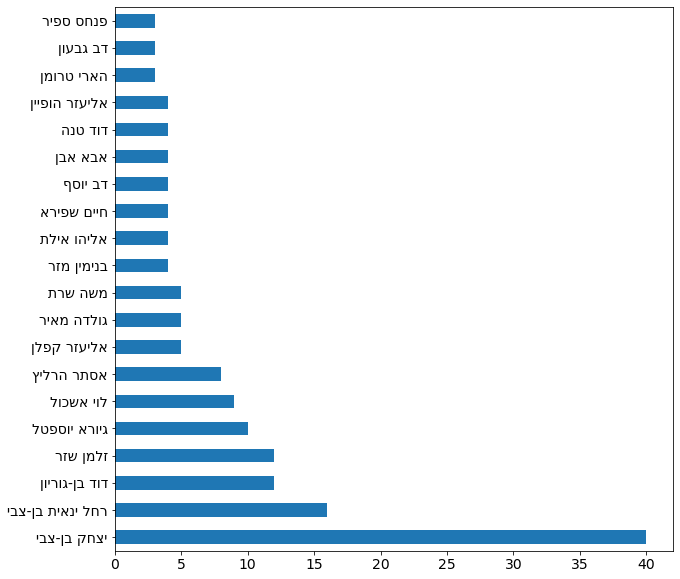 פנחס ספיר
דב גבעון
הארי טרומן
אליעזר הופיין
דוד טנה
אבא אבן
דב יוסף
חיים שפירא
אליהו אילת
בנימין מזר
משה שרת
גולדה מאיר
אליעזר קפלן
אסתר הרליץ
לוי אשכול
גיורא יוספטל
זלמן שזר
דוד בן-גוריון
רחל ינאית בן-צבי
יצחק בן-צבי
0 5 10 15 20 25 30 35 40